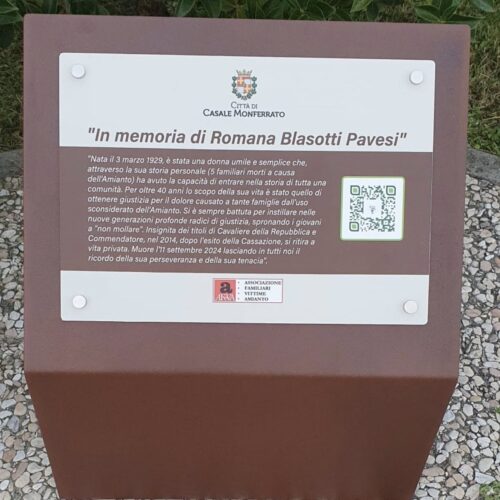 CITTÀ DI
CASALE MONFERRATO
"In memoria di Romana Blasotti Pavesi"
"Nata il 3 marzo 1929, è stata una donna umile e semplice che,
attraverso la sua storia personale (5 familiari morti a causa
dell'Amianto) ha avuto la capacità di entrare nella storia di tutta una
comunità. Per oltre 40 anni lo scopo della sua vita è stato quello di
ottenere giustizia per il dolore causato a tante famiglie dall'uso
sconsiderato dell'Amianto. Si è sempre battuta per instillare nelle
nuove generazioni profonde radici di giustizia, spronando i giovani
a "non mollare". Insignita dei titoli di Cavaliere della Repubblica e
Commendatore, nel 2014, dopo l'esito della Cassazione, si ritira a
vita privata. Muore l'11 settembre 2024 lasciando in tutti noi il
ricordo della sua perseveranza e della sua tenacia".
a
AFEVA
ASSOCIAZIONE
FAMILIARI
VITTIME
AMIANTO